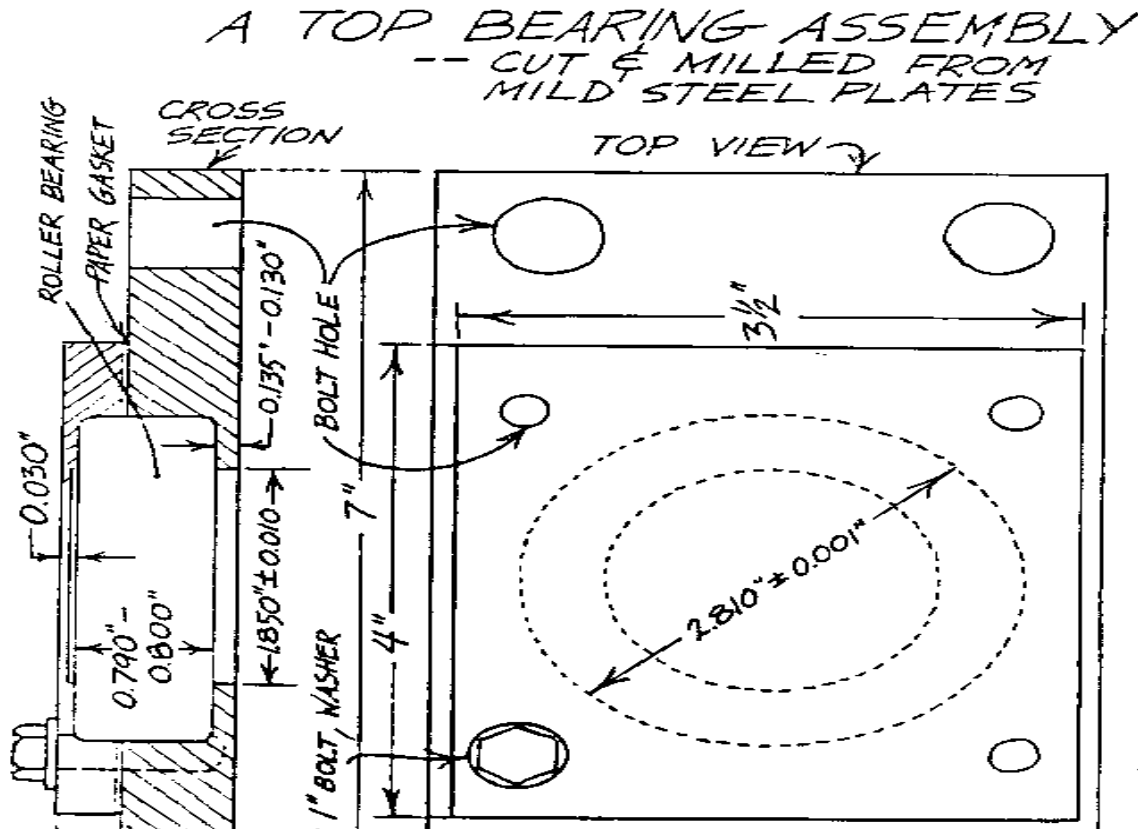 A TOP BEARING ASSEMBLY
-- CUT & MILLED FROM
MILD STEEL PLATES
CROSS
SECTION
TOP VIEW
ROLLER BEARING
PAPER GASKET
BOLT HOLE
0.135" - 0.130"
3½"
0.030"
7"
1.850" ± 0.010
4"
2.810" ± 0.001"
0.790" -
0.800"
1" BOLT, WASHER